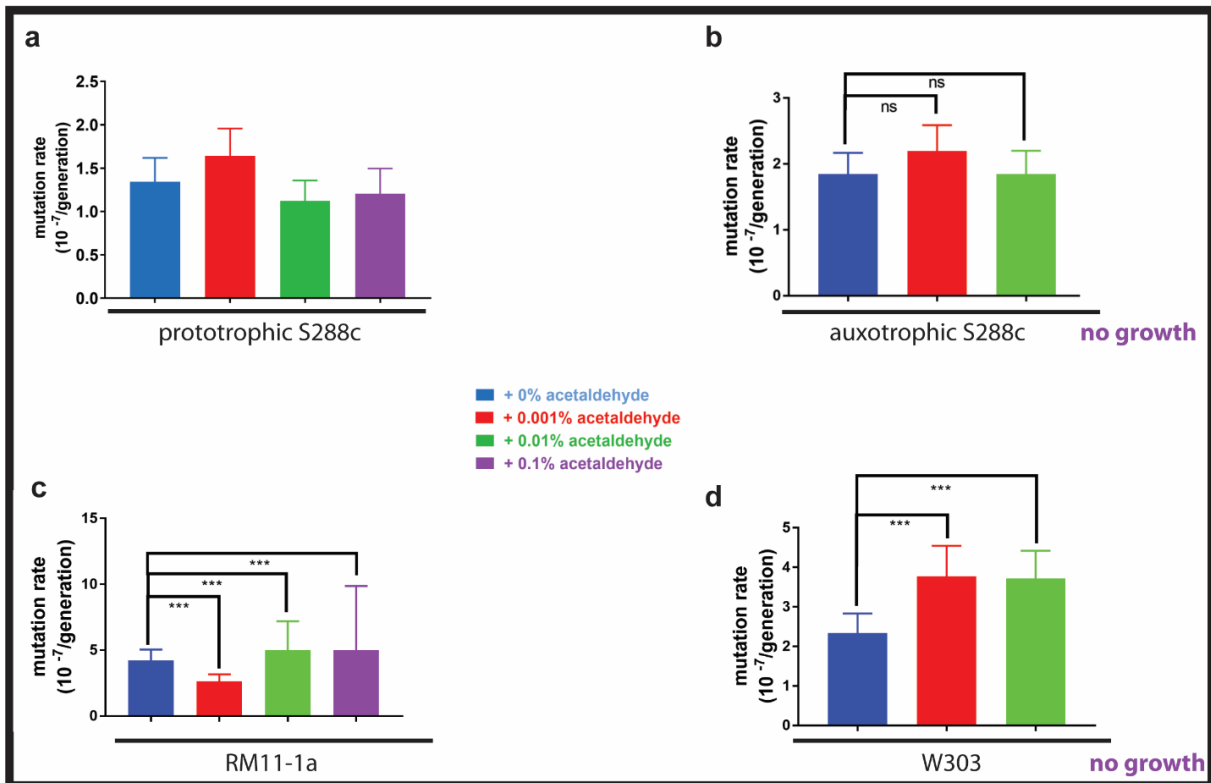 a
mutation rate
(10 -7/generation)
2.5
2.0
1.5
1.0
0.5
0.0
prototrophic S288c
b
mutation rate
(10 -7/generation)
3
2
1
0
ns
ns
auxotrophic S288c
no growth
+ 0% acetaldehyde
+ 0.001% acetaldehyde
+ 0.01% acetaldehyde
+ 0.1% acetaldehyde
c
mutation rate
(10 -7/generation)
15
10
5
0
***
***
***
RM11-1a
d
mutation rate
(10 -7/generation)
5
4
3
2
1
0
***
***
W303
no growth